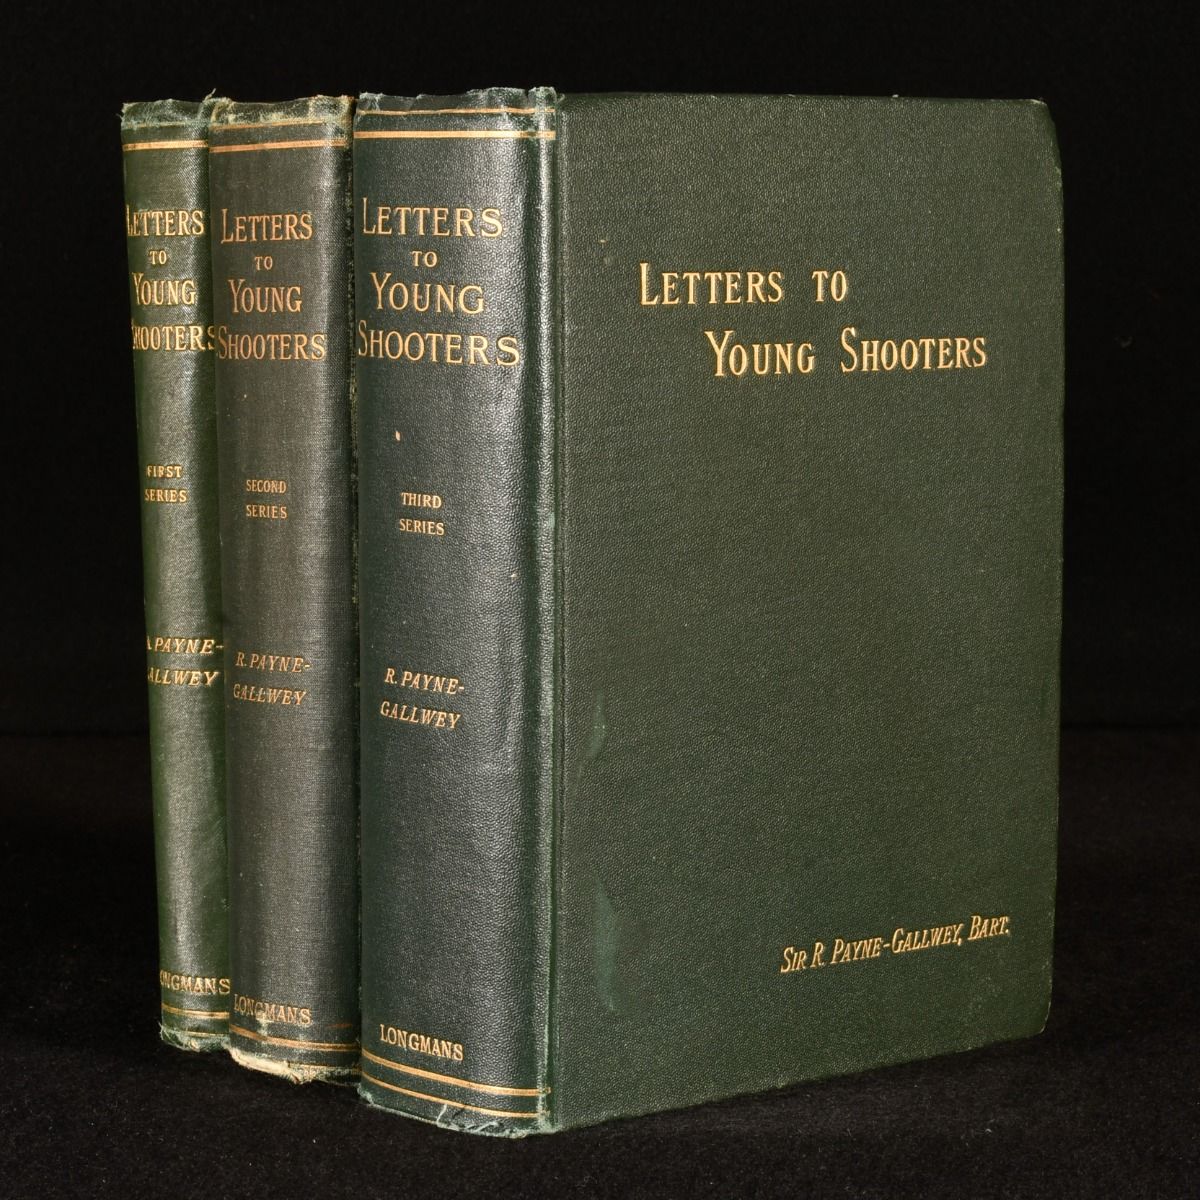 LETTERS
TO
YOUNG
SHOOTERS
FIRST
SERIES
PAYNE-
GALLWEY
LONGMANS
LETTERS
TO
YOUNG
SHOOTERS
SECOND
SERIES
R. PAYNE-
GALLWEY
LONGMANS
LETTERS
TO
YOUNG
SHOOTERS
THIRD
SERIES
R. PAYNE-
GALLWEY
LONGMANS
LETTERS TO
YOUNG SHOOTERS
SIR R. PAYNE-GALLWEY, BART.